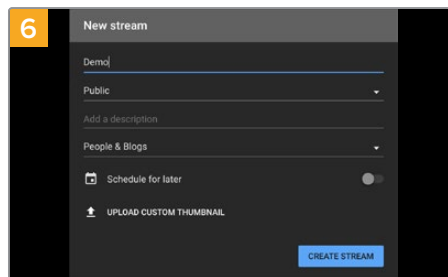 6
New stream
Demo
Public
Add a description
People & Blogs
Schedule for later
UPLOAD CUSTOM THUMBNAIL
CREATE STREAM